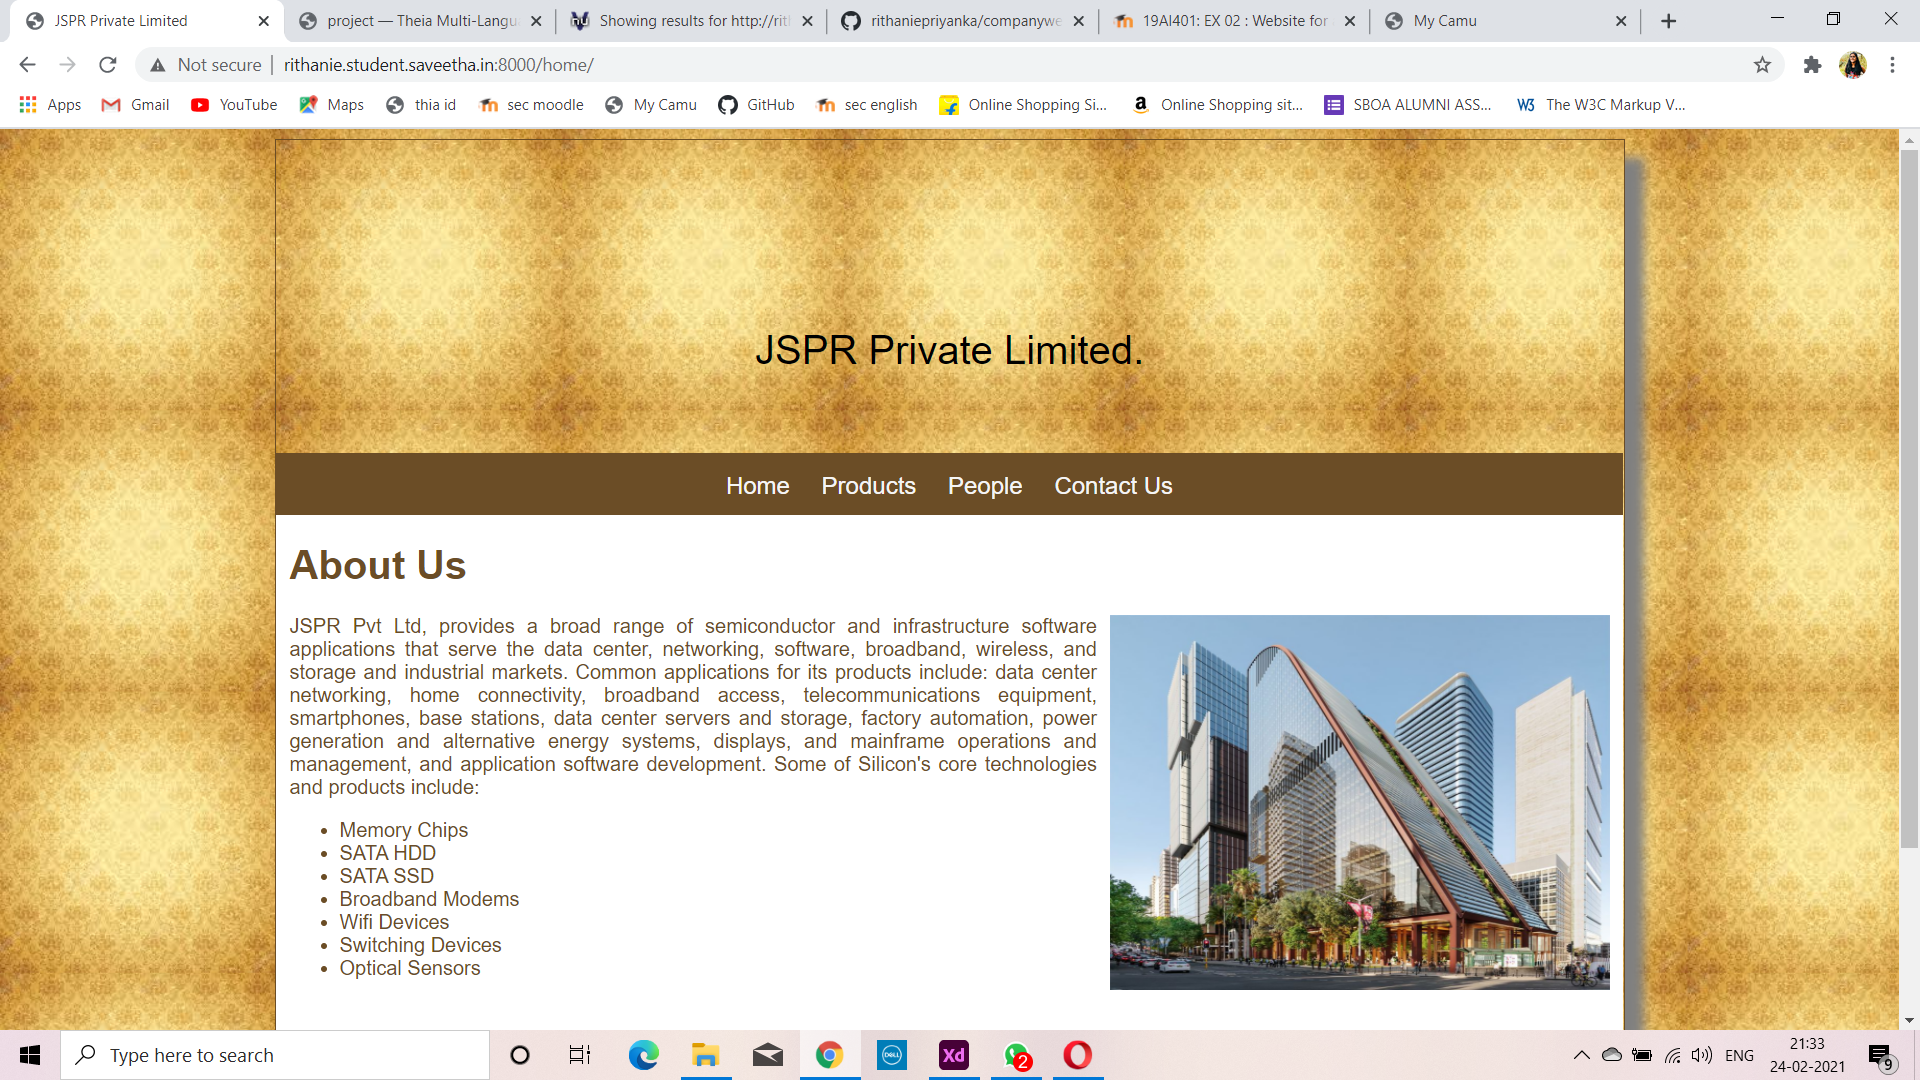 JSPR Private Limited
project — Theia Multi-Langu
Showing results for http://rith
rithaniepriyanka/companywe
19AI401: EX 02 : Website for
My Camu
Not secure
rithanie.student.saveetha.in:8000/home/
Apps
Gmail
YouTube
Maps
thia id
sec moodle
My Camu
GitHub
sec english
Online Shopping Si...
Online Shopping sit...
SBOA ALUMNI ASS...
The W3C Markup V...
JSPR Private Limited.
Home Products People Contact Us
About Us
JSPR Pvt Ltd, provides a broad range of semiconductor and infrastructure software
applications that serve the data center, networking, software, broadband, wireless, and
storage and industrial markets. Common applications for its products include: data center
networking, home connectivity, broadband access, telecommunications equipment,
smartphones, base stations, data center servers and storage, factory automation, power
generation and alternative energy systems, displays, and mainframe operations and
management, and application software development. Some of Silicon's core technologies
and products include:
Memory Chips
SATA HDD
SATA SSD
Broadband Modems
Wifi Devices
Switching Devices
Optical Sensors
Type here to search
DELL
Xd
2
ENG
21:33
24-02-2021
9